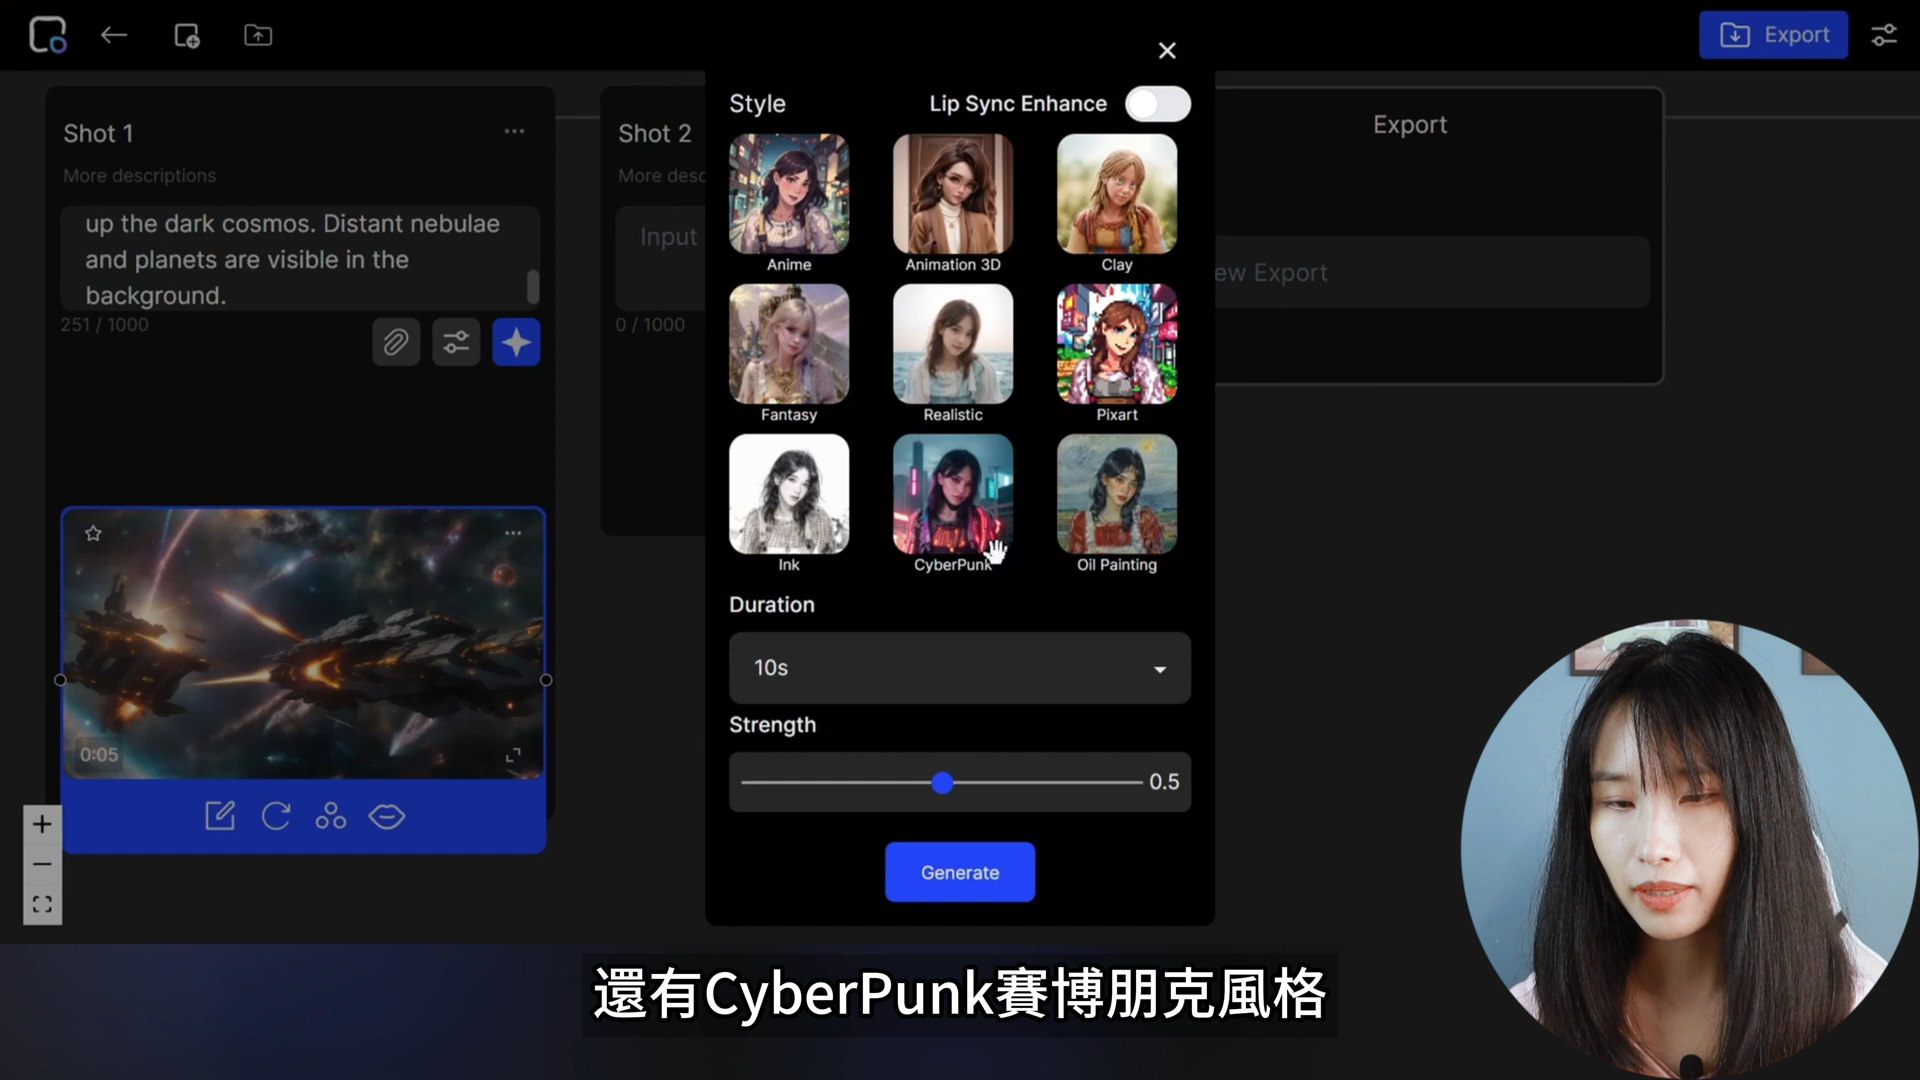 Export
Shot 1
More descriptions
up the dark cosmos. Distant nebulae
and planets are visible in the
background.
251 / 1000
0:05
Shot 2
More desc
Input
0 / 1000
Style
Lip Sync Enhance
Anime
Animation 3D
Clay
Fantasy
Realistic
Pixart
Ink
CyberPunk
Oil Painting
Duration
10s
Strength
0.5
Generate
Export
ew Export
還有CyberPunk賽博朋克風格